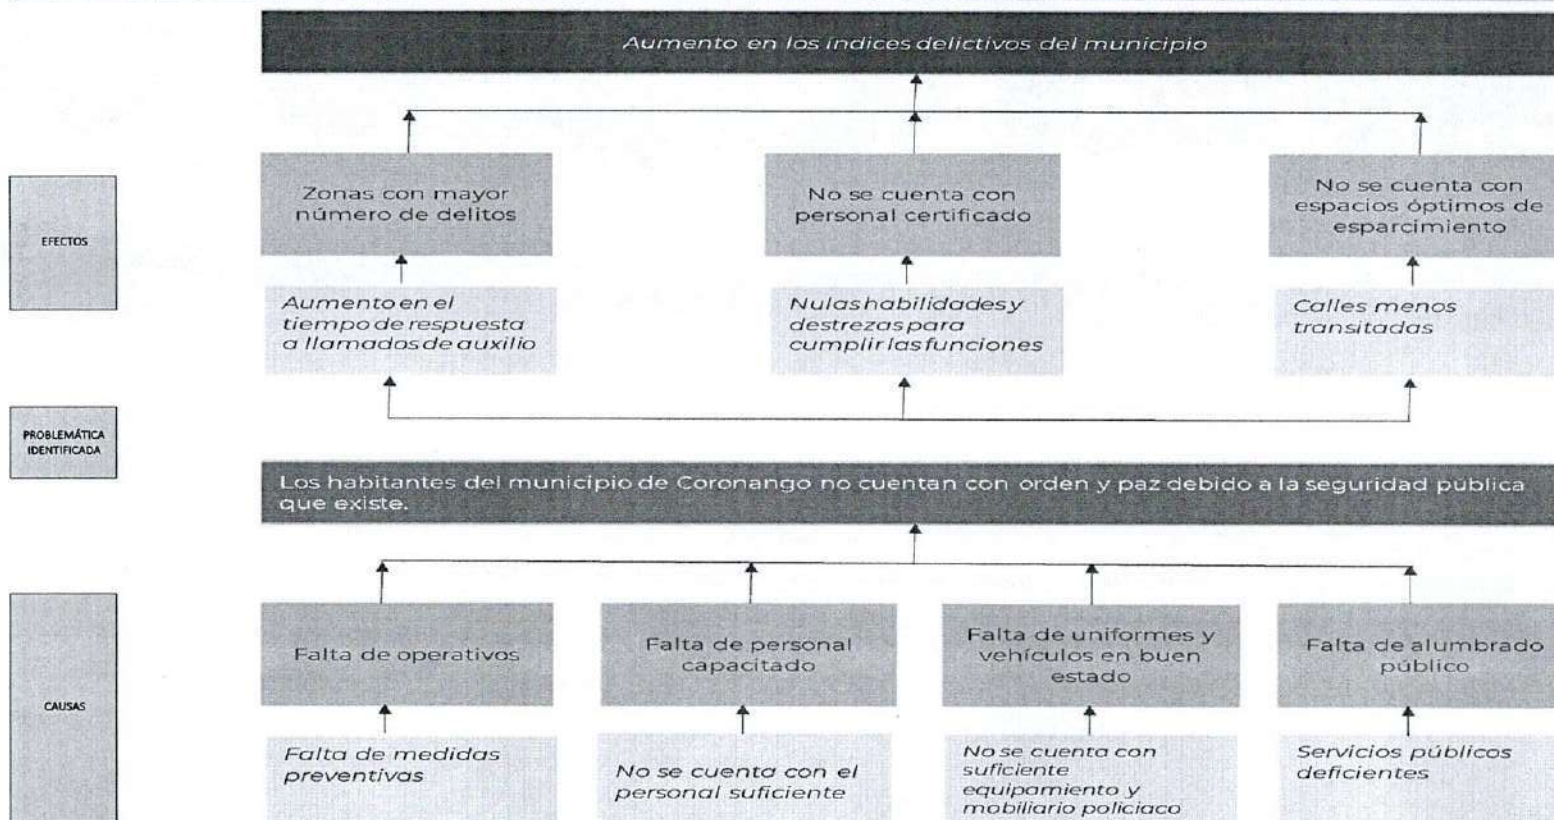 Aumento en los índices delictivos del municipio
Zonas con mayor
número de delitos
No se cuenta con
personal certificado
No se cuenta con
espacios óptimos de
esparcimiento
EFECTOS
Aumento en el
tiempo de respuesta
a llamados de auxilio
Nulas habilidades y
destrezas para
cumplir las funciones
Calles menos
transitadas
PROBLEMÁTICA
IDENTIFICADA
Los habitantes del municipio de Coronango no cuentan con orden y paz debido a la seguridad pública
que existe.
CAUSAS
Falta de operativos
Falta de personal
capacitado
Falta de uniformes y
vehículos en buen
estado
Falta de alumbrado
público
Falta de medidas
preventivas
No se cuenta con el
personal suficiente
No se cuenta con
suficiente
equipamiento y
mobiliario policiaco
Servicios públicos
deficientes